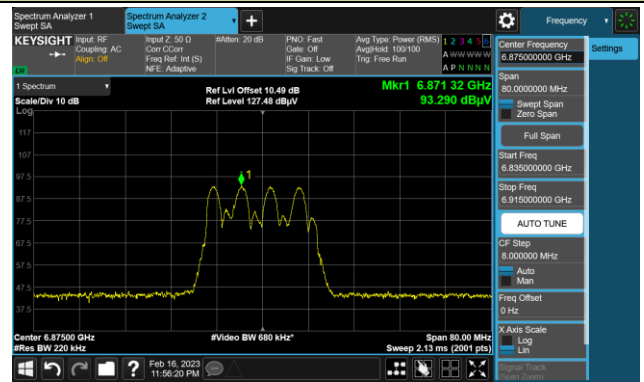 Spectrum Analyzer 1
Swept SA
Spectrum Analyzer 2
Swept SA
+
Frequency
KEYSIGHT
Input: RF
Coupling: AC
Align: Off
Input Z: 50 Ω
Corr CCorr
Freq Ref: Int (S)
NFE: Adaptive
#Atten: 20 dB
PNO: Fast
Gate: Off
IF Gain: Low
Sig Track: Off
Avg Type: Power (RMS)
Avg|Hold: 100/100
Trig: Free Run
1 2 3 4 5 6
A W W W W W
A P N N N N
LW
1 Spectrum
Scale/Div 10 dB
Log
Ref Lvl Offset 10.49 dB
Ref Level 127.48 dBµV
Mkr1 6.871 32 GHz
93.290 dBµV
117
107
97.5
87.5
77.5
67.5
57.5
47.5
37.5
1
Center 6.87500 GHz
#Res BW 220 kHz
#Video BW 680 kHz*
Span 80.00 MHz
Sweep 2.13 ms (2001 pts)
Feb 16, 2023
11:56:20 PM
?
Center Frequency
6.875000000 GHz
Settings
Span
80.0000000 MHz
Swept Span
Zero Span
Full Span
Start Freq
6.835000000 GHz
Stop Freq
6.915000000 GHz
AUTO TUNE
CF Step
8.000000 MHz
Auto
Man
Freq Offset
0 Hz
X Axis Scale
Log
Lin
Signal Track
(Span Zoom)